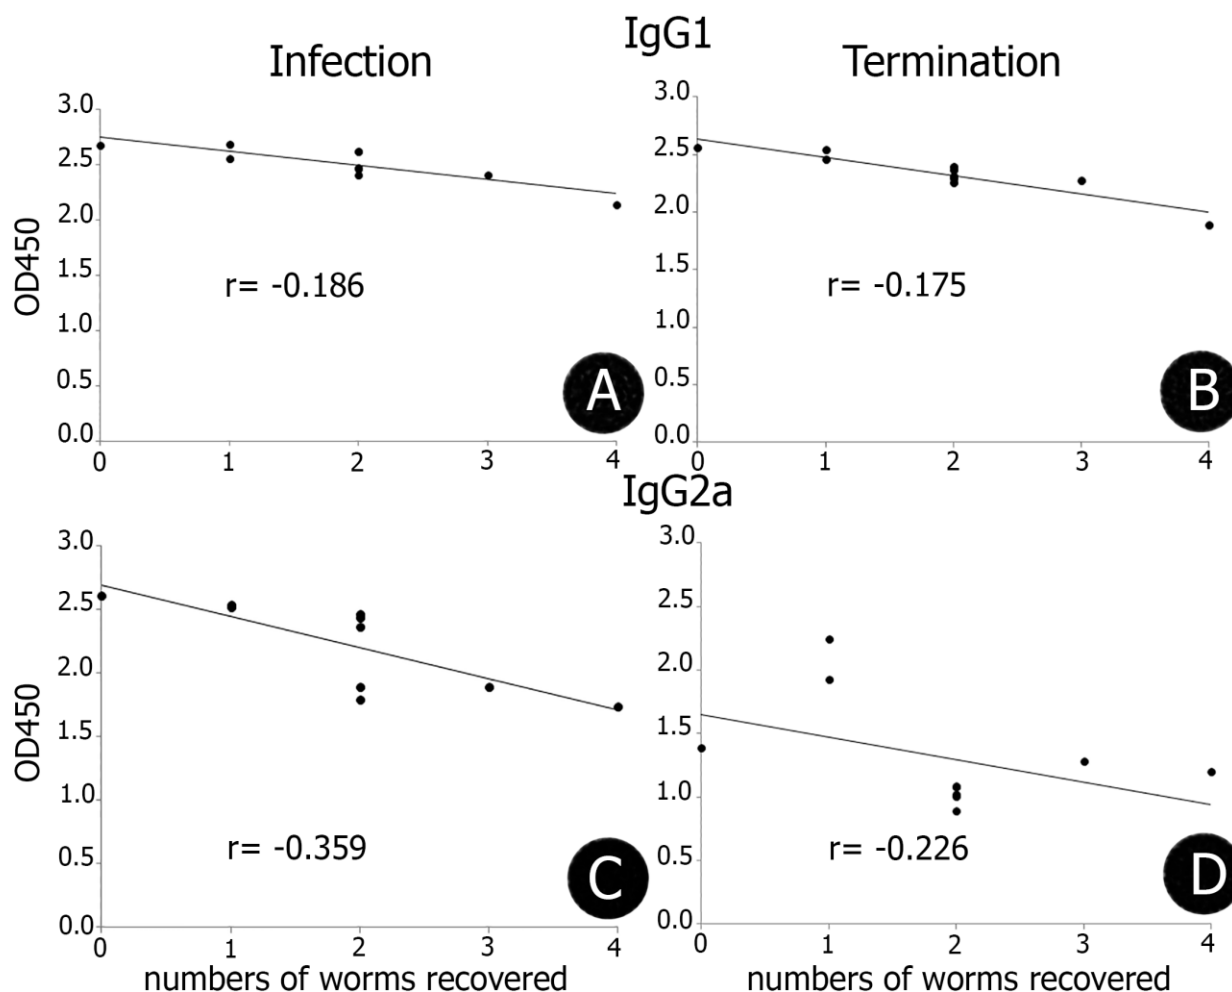 IgG1
Infection
Termination
3.0
2.5
2.0
1.5
1.0
0.5
0.0
OD450
r= -0.186
A
0 1 2 3 4
3.0
2.5
2.0
1.5
1.0
0.5
0.0
r= -0.175
B
0 1 2 3 4
IgG2a
3.0
2.5
2.0
1.5
1.0
0.5
0.0
OD450
r= -0.359
C
0 1 2 3 4
numbers of worms recovered
3.0
2.5
2.0
1.5
1.0
0.5
0.0
r= -0.226
D
0 1 2 3 4
numbers of worms recovered